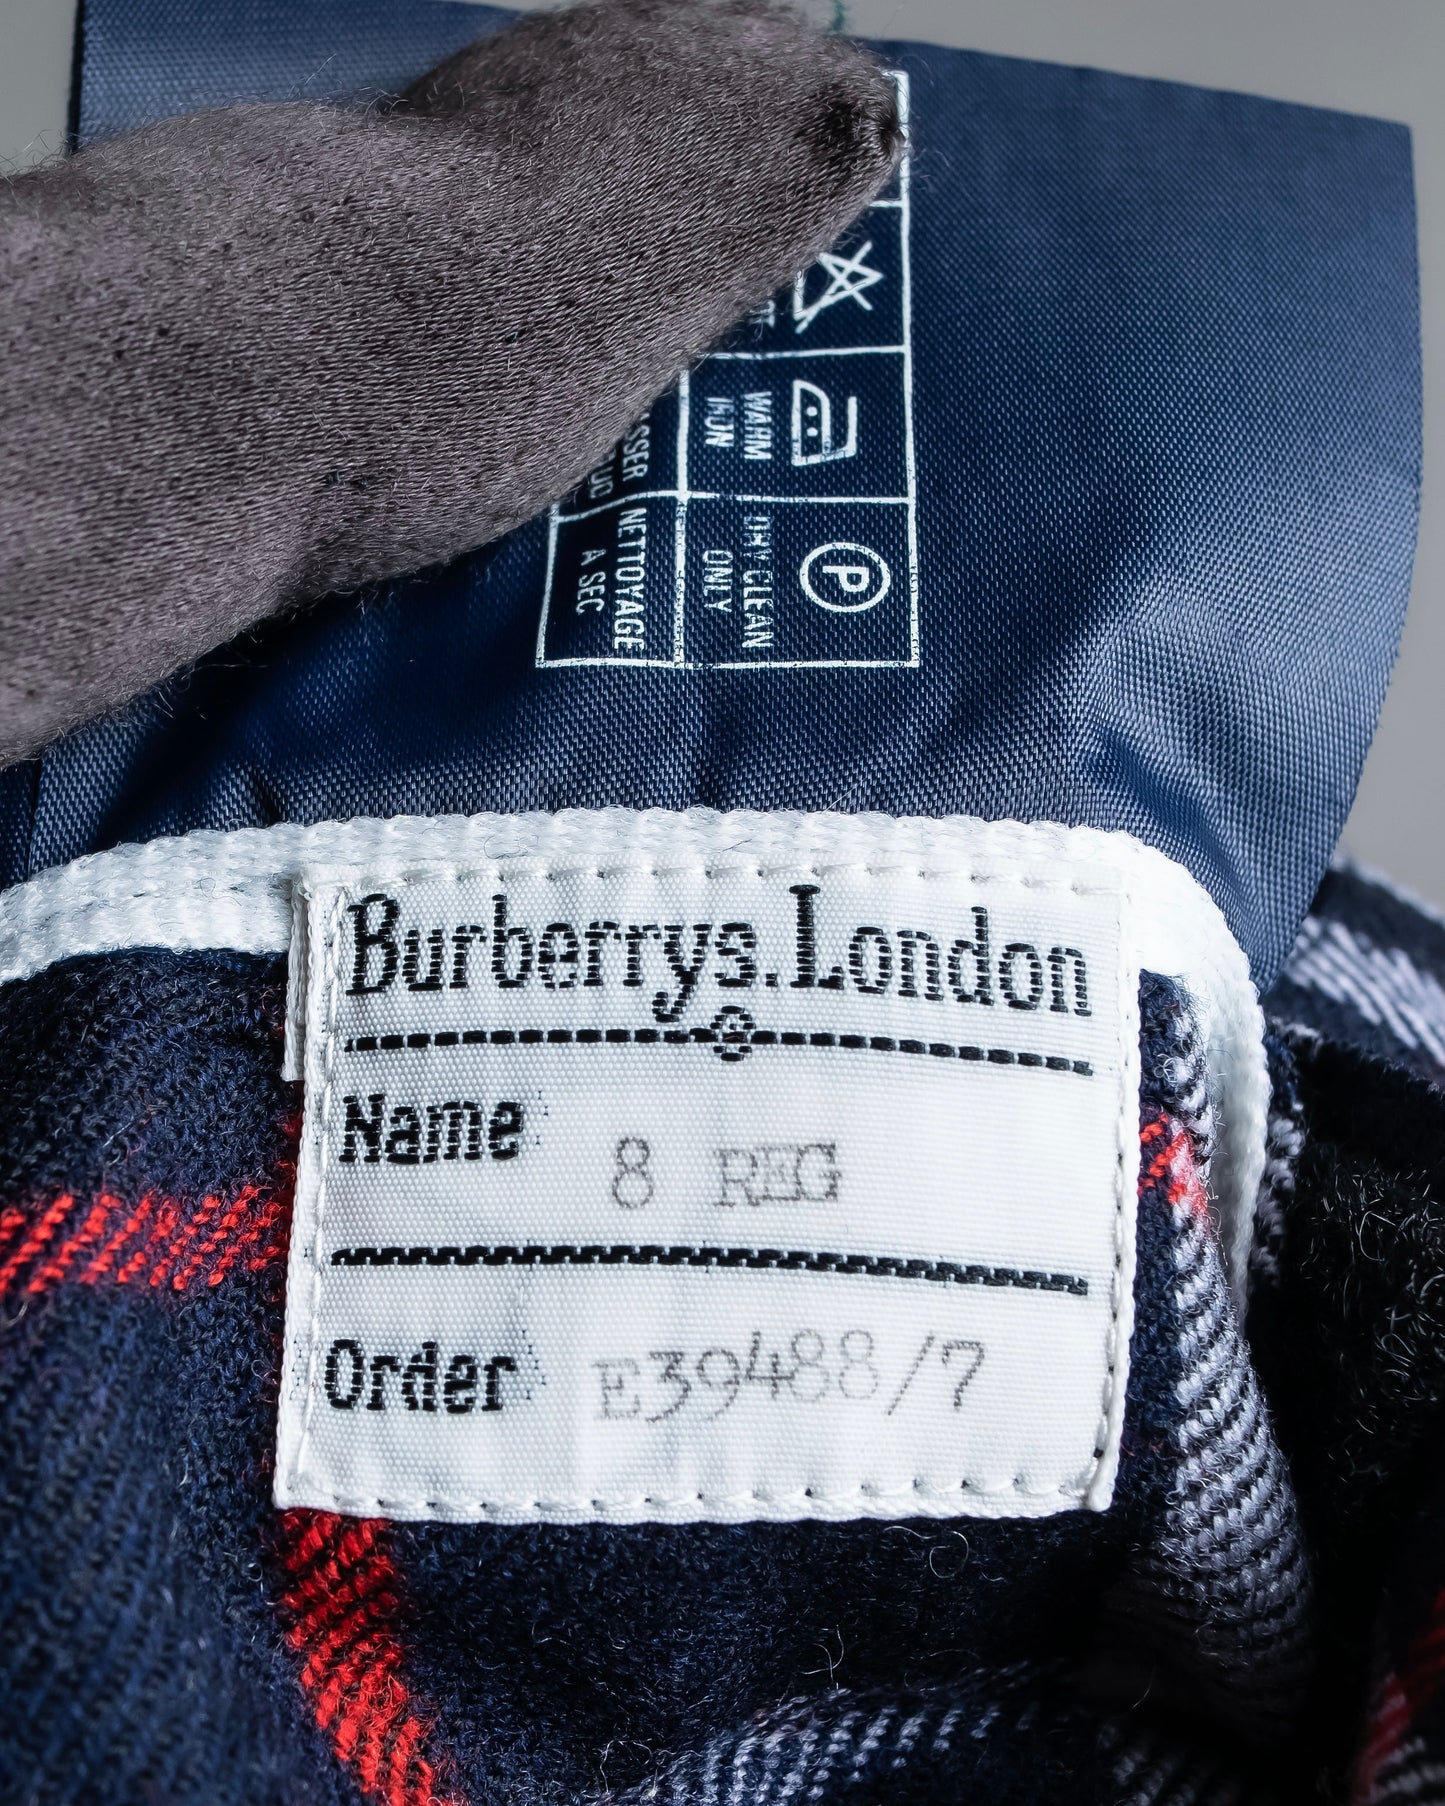 WARM
IRON
DRY CLEAN
ONLY
P
NETTOYAGE
A SEC
Burberrys.London
Name 8 REG
Order E39488/7